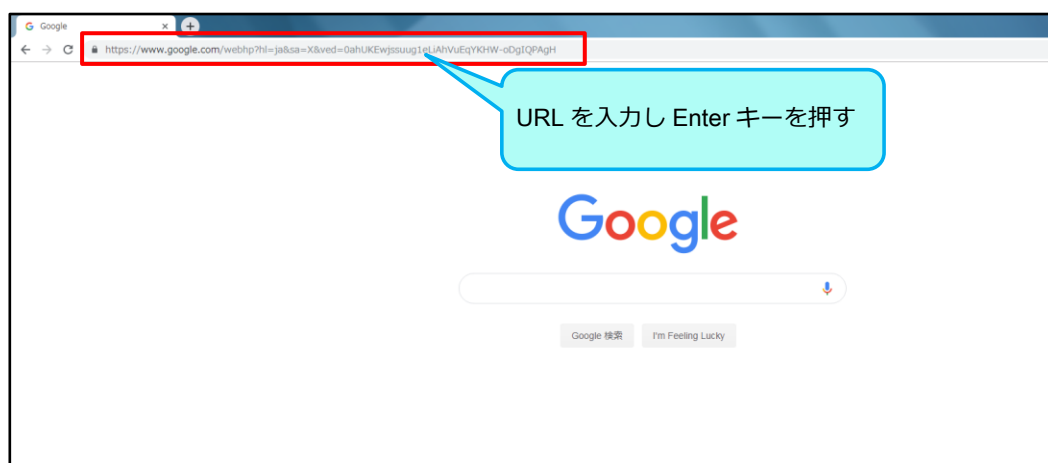 Google
https://www.google.com/webhp?hl=ja&sa=X&ved=0ahUKEwjssuug1eLiAhVuEqYKHW-oDgIQPAgH
URL を入力し Enter キーを押す
Google
Google 検索 I'm Feeling Lucky